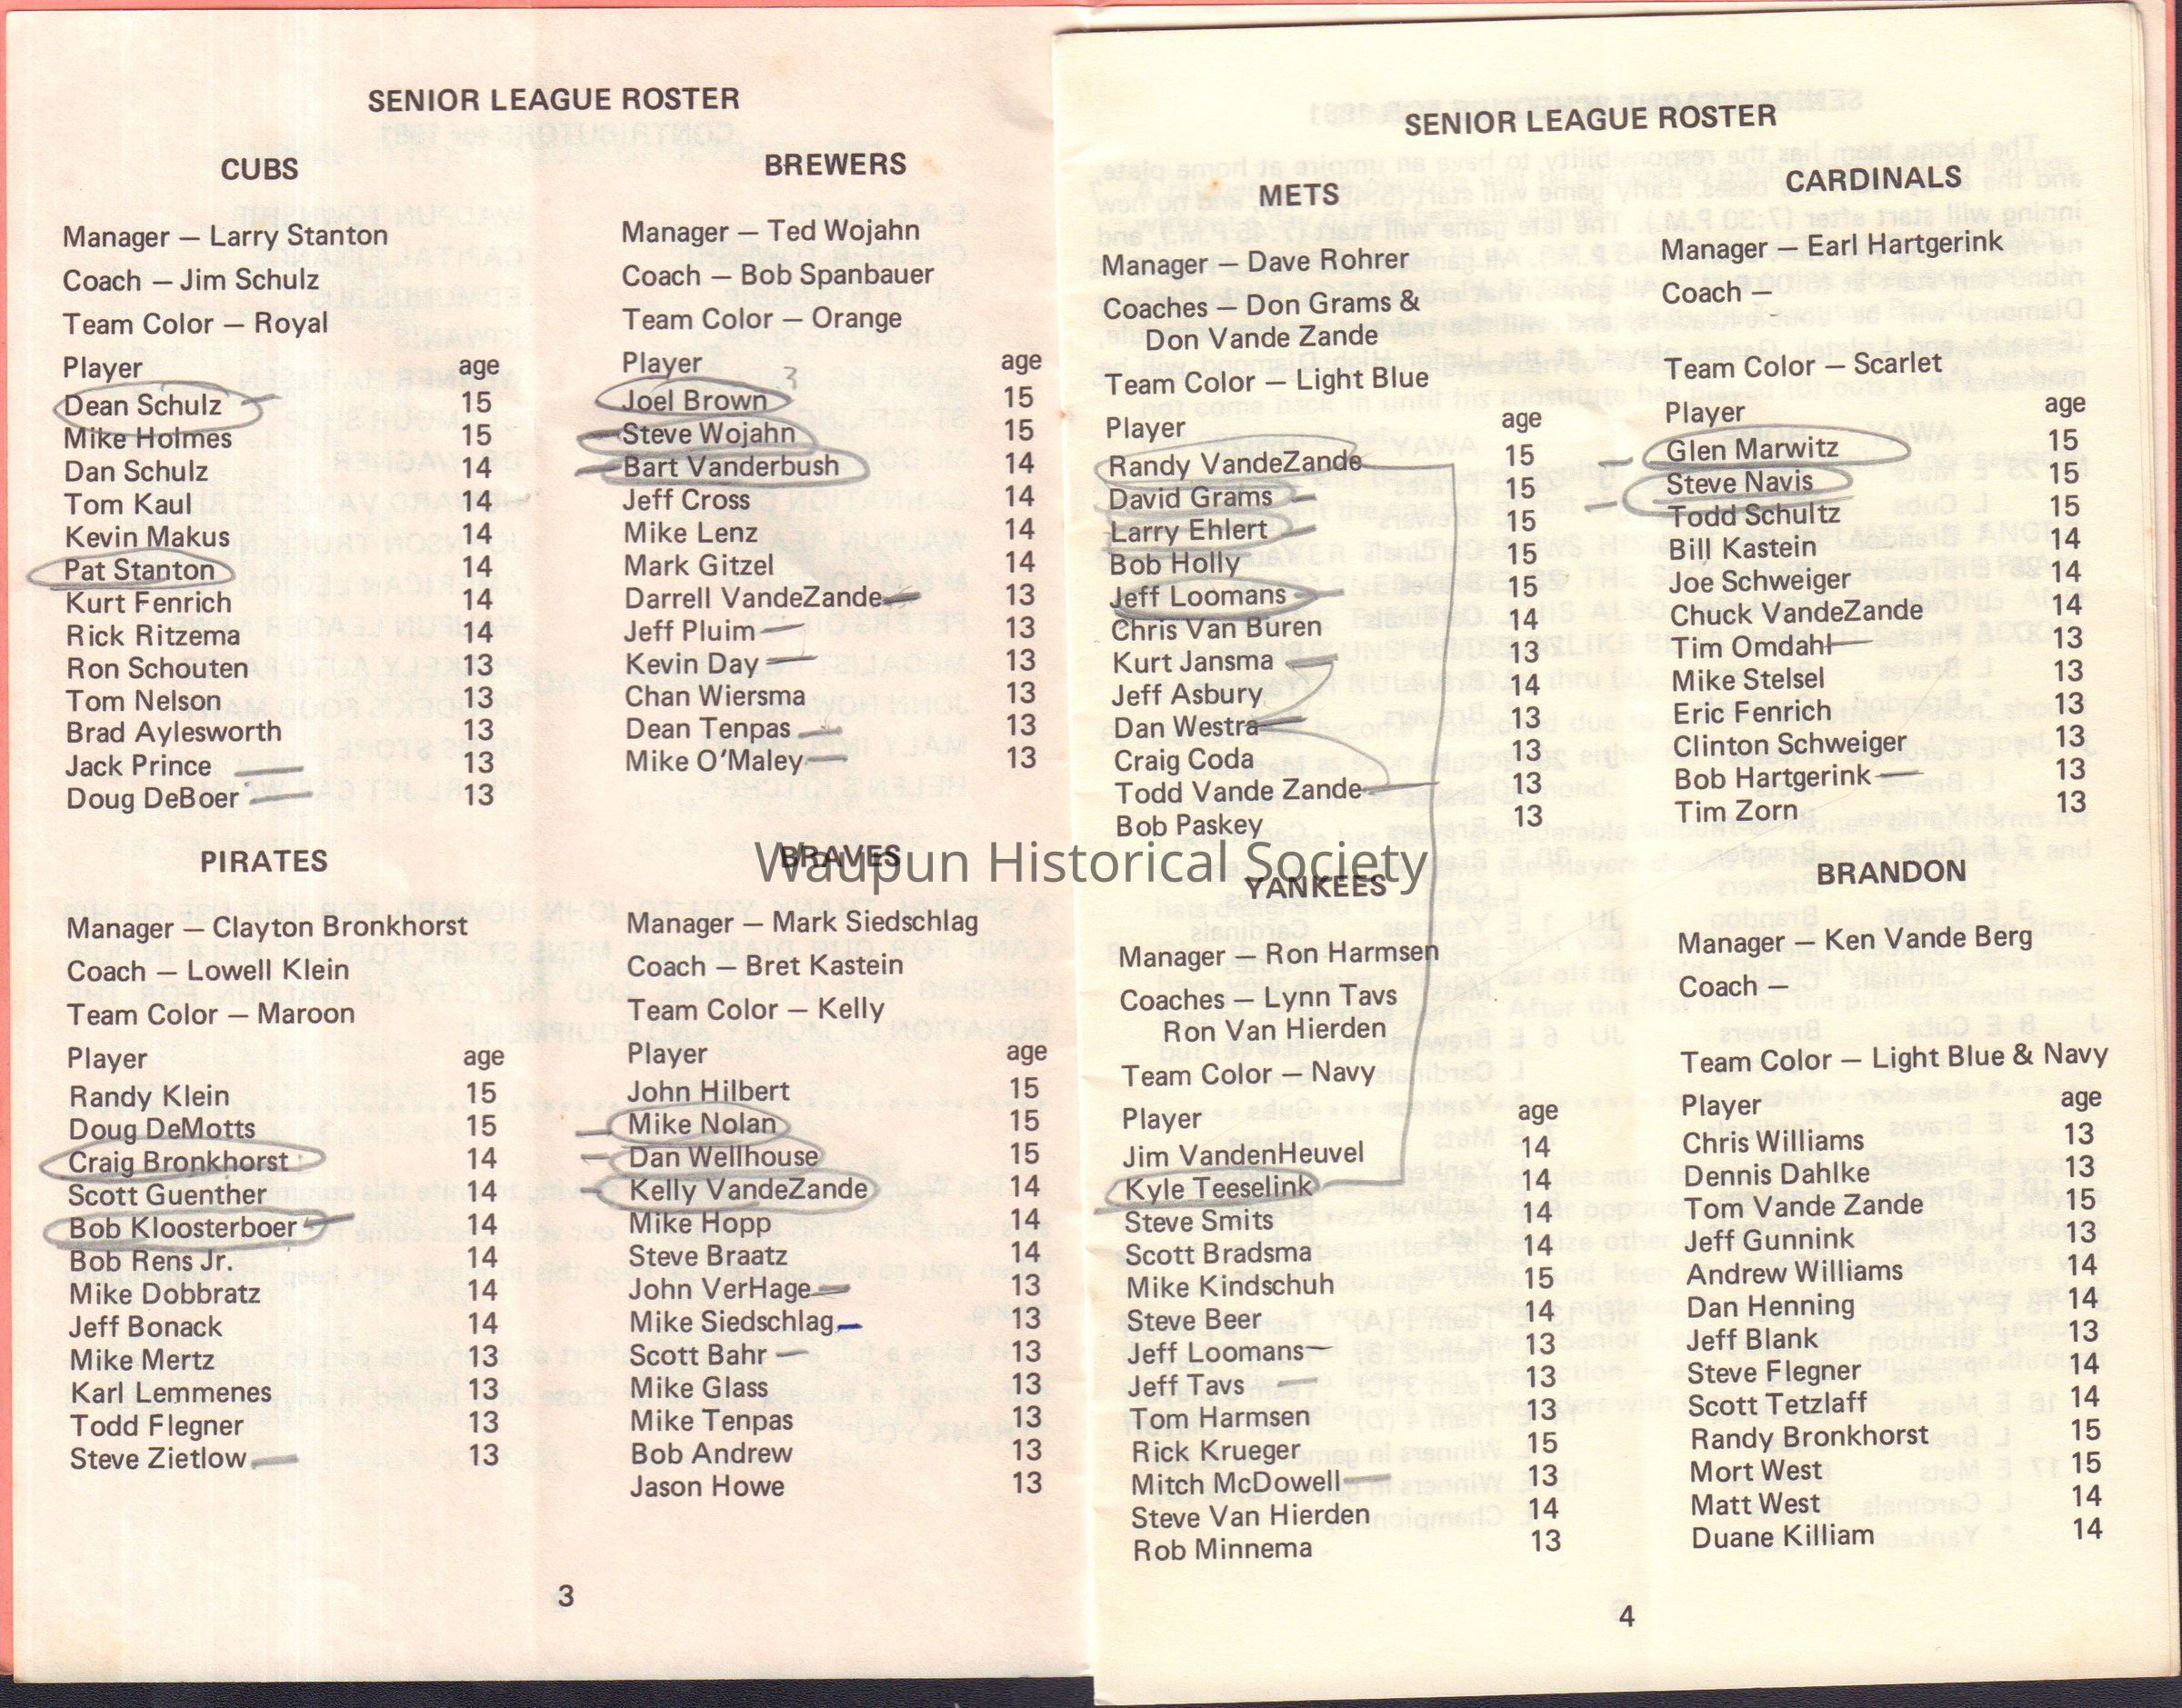 SENIOR LEAGUE ROSTER
CUBS
Manager — Larry Stanton
Coach — Jim Schulz
Team Color — Royal
Player age
Dean Schulz 15
Mike Holmes 15
Dan Schulz 14
Tom Kaul 14
Kevin Makus 14
Pat Stanton 14
Kurt Fenrich 14
Rick Ritzema 14
Ron Schouten 13
Tom Nelson 13
Brad Aylesworth 13
Jack Prince 13
Doug DeBoer 13
BREWERS
Manager — Ted Wojahn
Coach — Bob Spanbauer
Team Color — Orange
Player age
?
Joel Brown 15
Steve Wojahn 15
Bart Vanderbush 14
Jeff Cross 14
Mike Lenz 14
Mark Gitzel 14
Darrell VandeZande 13
Jeff Pluim 13
Kevin Day 13
Chan Wiersma 13
Dean Tenpas 13
Mike O'Maley 13
PIRATES
Manager — Clayton Bronkhorst
Coach — Lowell Klein
Team Color — Maroon
Player age
Randy Klein 15
Doug DeMotts 15
Craig Bronkhorst 14
Scott Guenther 14
Bob Kloosterboer 14
Bob Rens Jr. 14
Mike Dobbratz 14
Jeff Bonack 14
Mike Mertz 13
Karl Lemmenes 13
Todd Flegner 13
Steve Zietlow 13
BRAVES
Manager — Mark Siedschlag
Coach — Bret Kastein
Team Color — Kelly
Player age
John Hilbert 15
Mike Nolan 15
Dan Wellhouse 15
Kelly VandeZande 14
Mike Hopp 14
Steve Braatz 14
John VerHage 13
Mike Siedschlag 13
Scott Bahr 13
Mike Glass 13
Mike Tenpas 13
Bob Andrew 13
Jason Howe 13
3
SENIOR LEAGUE ROSTER
METS
Manager — Dave Rohrer
Coaches — Don Grams &
Don Vande Zande
Team Color — Light Blue
Player age
Randy VandeZande 15
David Grams 15
Larry Ehlert 15
Bob Holly 15
Jeff Loomans 15
Chris Van Buren 14
Kurt Jansma 13
Jeff Asbury 14
Dan Westra 13
Craig Coda 13
Todd Vande Zande 13
Bob Paskey 13
CARDINALS
Manager — Earl Hartgerink
Coach —
Team Color — Scarlet
Player age
Glen Marwitz 15
Steve Navis 15
Todd Schultz 15
Bill Kastein 14
Joe Schweiger 14
Chuck VandeZande 14
Tim Omdahl 13
Mike Stelsel 13
Eric Fenrich 13
Clinton Schweiger 13
Bob Hartgerink 13
Tim Zorn 13
YANKEES
Manager — Ron Harmsen
Coaches — Lynn Tavs
Ron Van Hierden
Team Color — Navy
Player age
Jim VandenHeuvel 14
Kyle Teeselink 14
Steve Smits 14
Scott Bradsma 14
Mike Kindschuh 15
Steve Beer 14
Jeff Loomans 13
Jeff Tavs 13
Tom Harmsen 13
Rick Krueger 15
Mitch McDowell 13
Steve Van Hierden 14
Rob Minnema 13
BRANDON
Manager — Ken Vande Berg
Coach —
Team Color — Light Blue & Navy
Player age
Chris Williams 13
Dennis Dahlke 13
Tom Vande Zande 15
Jeff Gunnink 13
Andrew Williams 14
Dan Henning 14
Jeff Blank 13
Steve Flegner 14
Scott Tetzlaff 14
Randy Bronkhorst 15
Mort West 15
Matt West 14
Duane Killiam 14
4
Waupun Historical Society